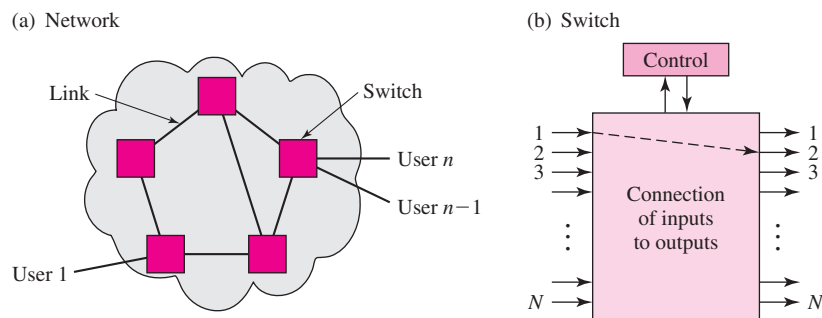 (a) Network
Link
Switch
User n
User n−1
User 1
(b) Switch
Control
1
2
3
N
Connection
of inputs
to outputs
1
2
3
N